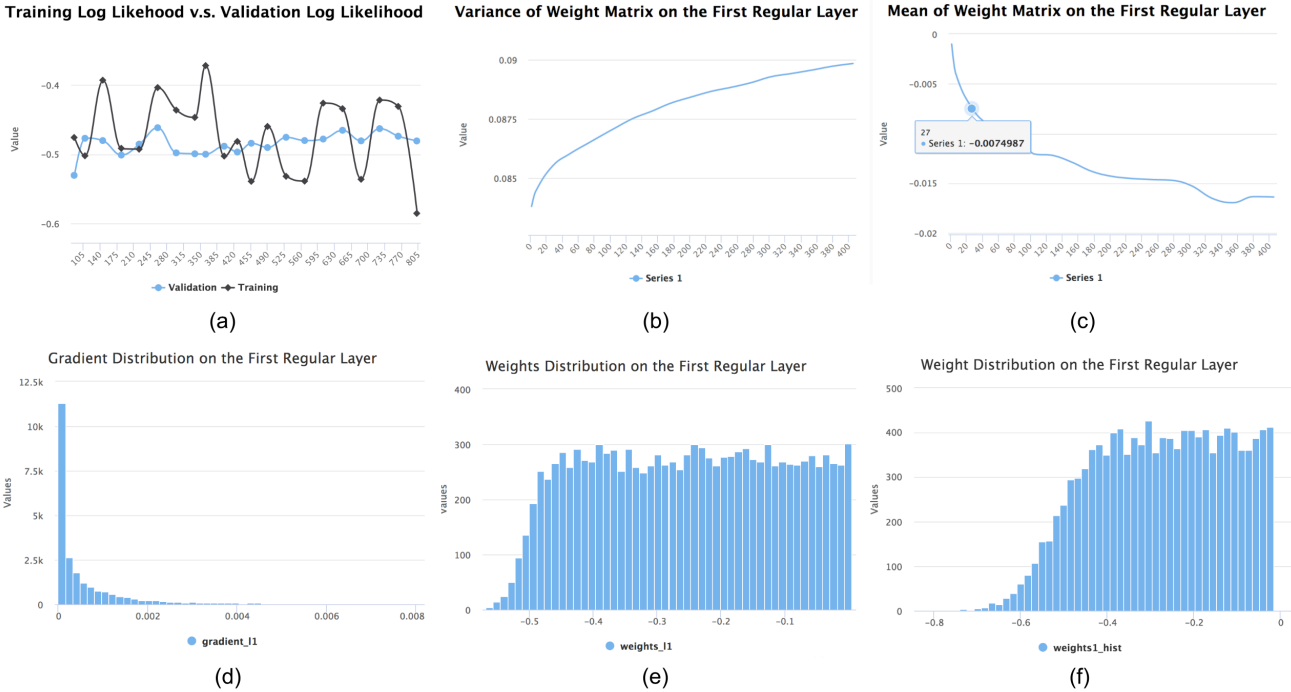 Training Log Likehood v.s. Validation Log Likelihood
Value
−0.4
−0.5
−0.6
105 140 175 210 245 280 315 350 385 420 455 490 525 560 595 630 665 700 735 770 805
Validation Training
(a)
Variance of Weight Matrix on the First Regular Layer
Value
0.09
0.0875
0.085
0 20 40 60 80 100 120 140 160 180 200 220 240 260 280 300 320 340 360 380 400
Series 1
(b)
Mean of Weight Matrix on the First Regular Layer
Value
0
−0.005
27
Series 1: −0.0074987
−0.015
−0.02
0 20 40 60 80 100 120 140 160 180 200 220 240 260 280 300 320 340 360 380 400
Series 1
(c)
Gradient Distribution on the First Regular Layer
Values
12.5k
10k
7.5k
5k
2.5k
0
0 0.002 0.004 0.006 0.008
gradient_l1
(d)
Weights Distribution on the First Regular Layer
Values
400
300
200
100
0
−0.5 −0.4 −0.3 −0.2 −0.1
weights_l1
(e)
Weight Distribution on the First Regular Layer
Values
500
400
300
200
100
0
−0.8 −0.6 −0.4 −0.2 0
weights1_hist
(f)